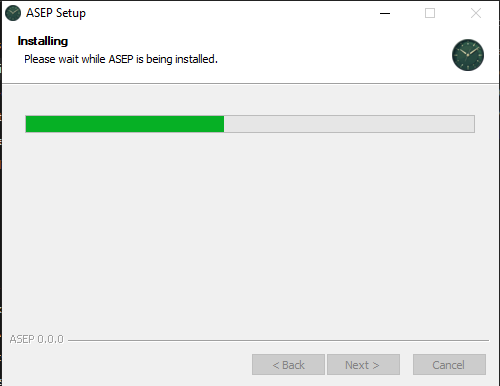 ASEP Setup
Installing
Please wait while ASEP is being installed.
ASEP 0.0.0
< Back
Next >
Cancel